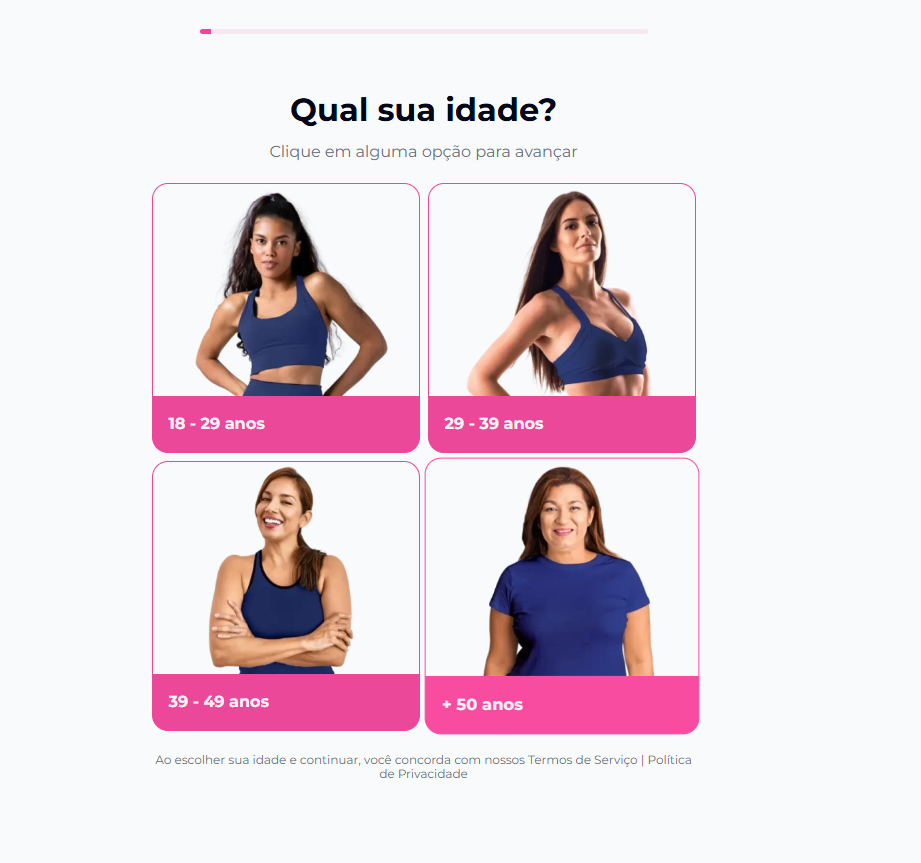 Qual sua idade?
Clique em alguma opção para avançar
18 - 29 anos
29 - 39 anos
39 - 49 anos
+ 50 anos
Ao escolher sua idade e continuar, você concorda com nossos Termos de Serviço | Política
de Privacidade